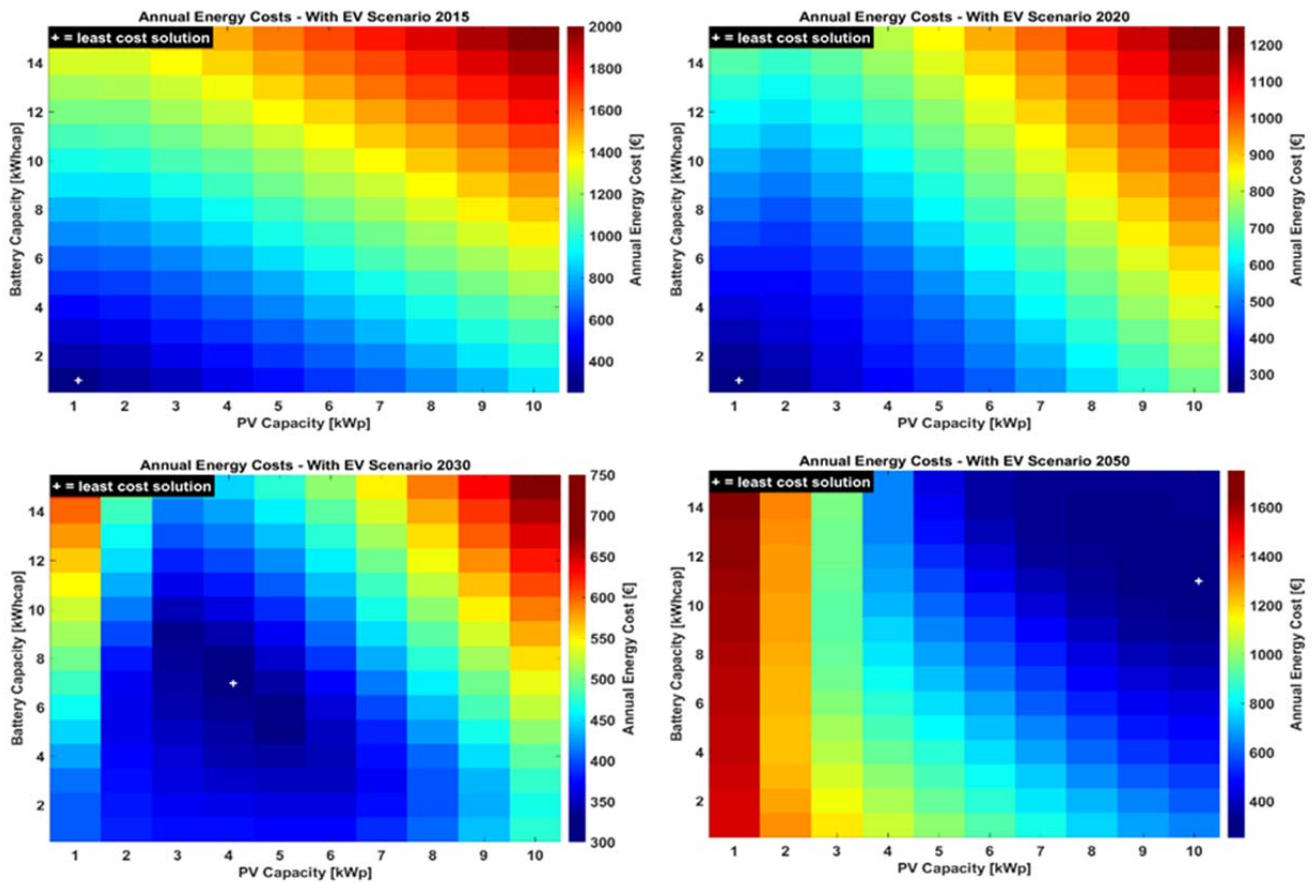 Annual Energy Costs - With EV Scenario 2015
+ = least cost solution
Battery Capacity [kWhcap]
14
12
10
8
6
4
2
1 2 3 4 5 6 7 8 9 10
PV Capacity [kWp]
2000
1800
1600
1400
1200
1000
800
600
400
Annual Energy Cost [€]
Annual Energy Costs - With EV Scenario 2020
+ = least cost solution
Battery Capacity [kWhcap]
14
12
10
8
6
4
2
1 2 3 4 5 6 7 8 9 10
PV Capacity [kWp]
1200
1100
1000
900
800
700
600
500
400
300
Annual Energy Cost [€]
Annual Energy Costs - With EV Scenario 2030
+ = least cost solution
Battery Capacity [kWhcap]
14
12
10
8
6
4
2
1 2 3 4 5 6 7 8 9 10
PV Capacity [kWp]
750
700
650
600
550
500
450
400
350
300
Annual Energy Cost [€]
Annual Energy Costs - With EV Scenario 2050
+ = least cost solution
Battery Capacity [kWhcap]
14
12
10
8
6
4
2
1 2 3 4 5 6 7 8 9 10
PV Capacity [kWp]
1600
1400
1200
1000
800
600
400
Annual Energy Cost [€]